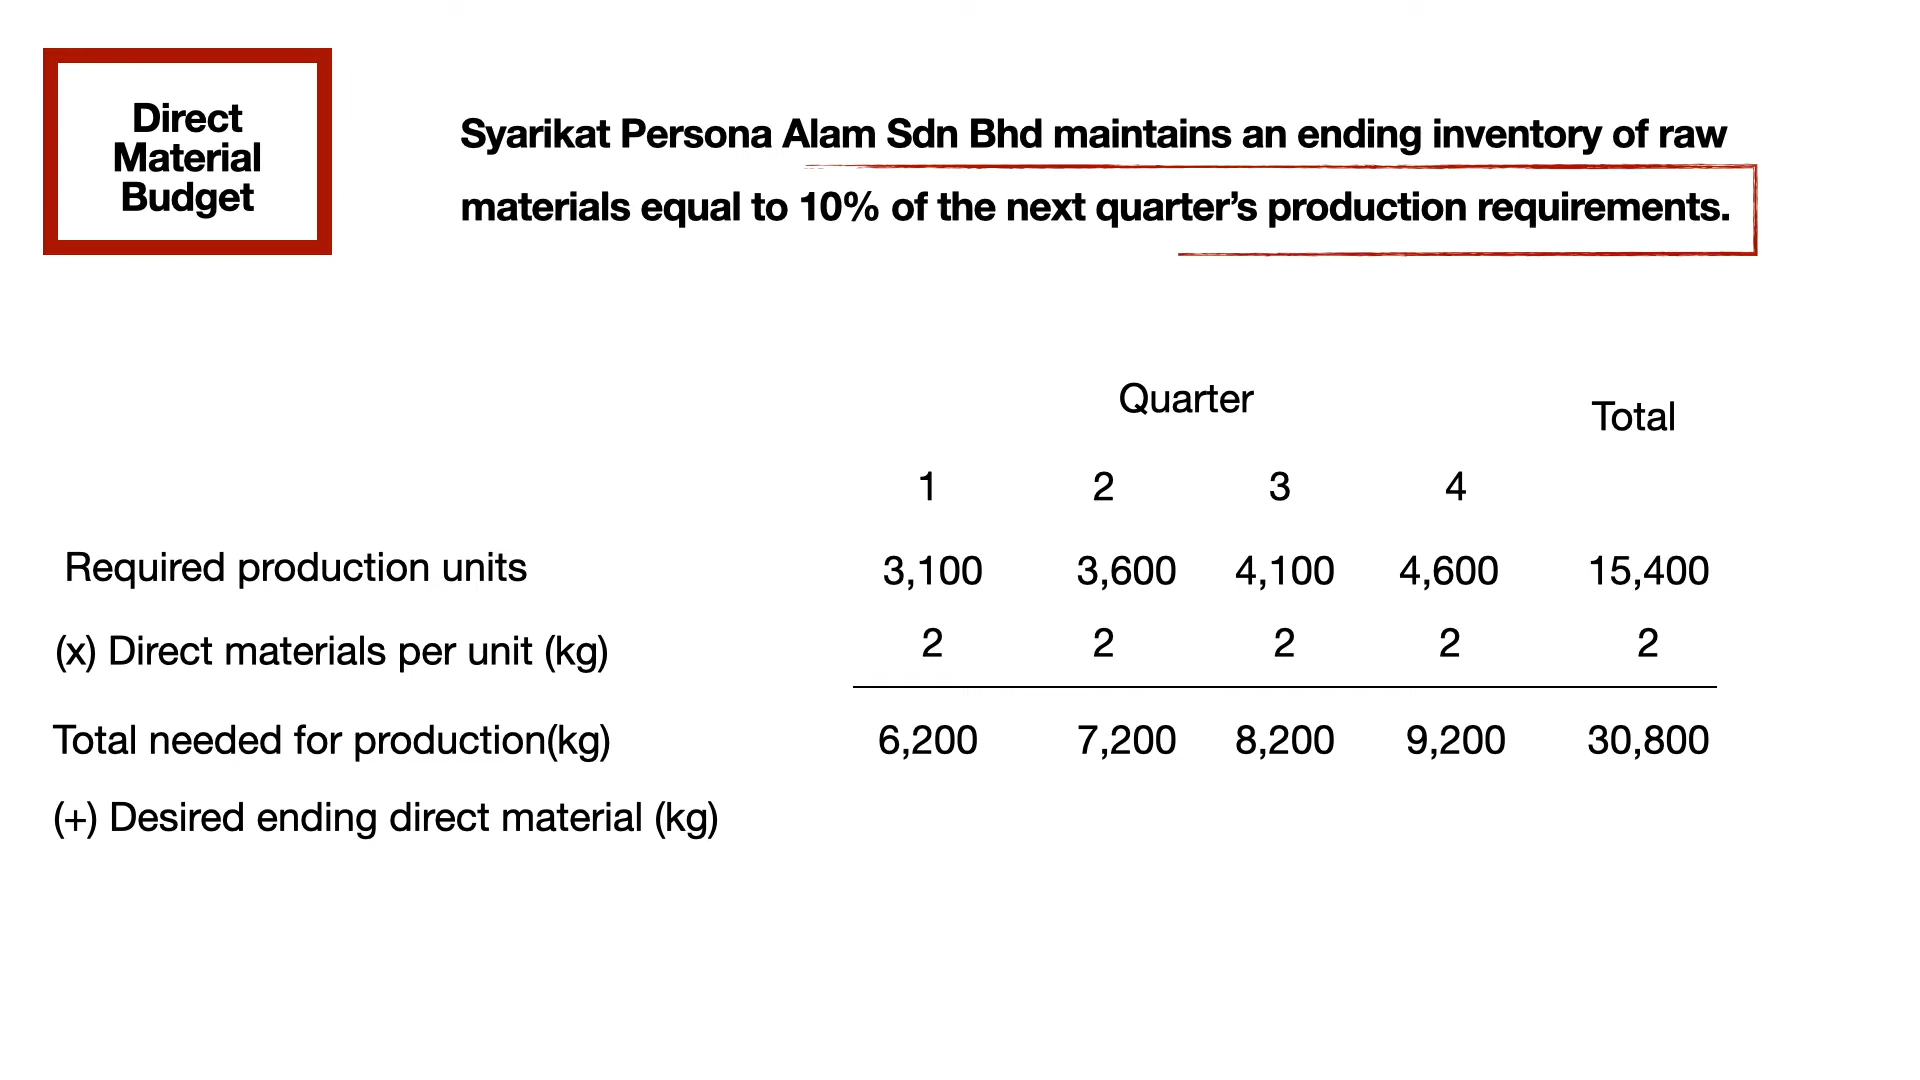 Direct
Material
Budget
Syarikat Persona Alam Sdn Bhd maintains an ending inventory of raw
materials equal to 10% of the next quarter’s production requirements.
Quarter
Total
1 2 3 4
Required production units 3,100 3,600 4,100 4,600 15,400
(x) Direct materials per unit (kg) 2 2 2 2 2
Total needed for production(kg) 6,200 7,200 8,200 9,200 30,800
(+) Desired ending direct material (kg)